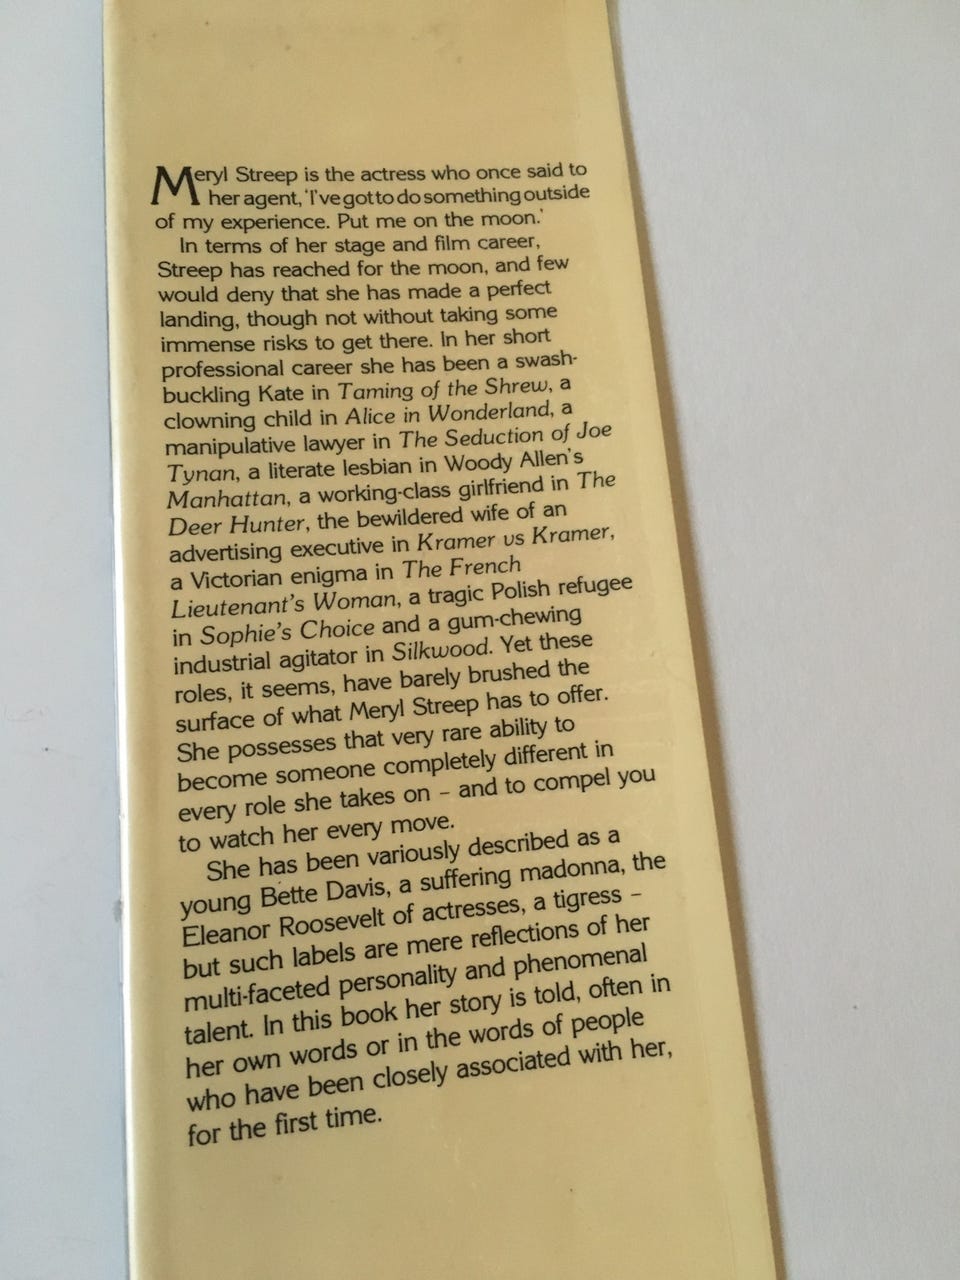 Meryl Streep is the actress who once said to
her agent, 'I've got to do something outside
of my experience. Put me on the moon.'
In terms of her stage and film career,
Streep has reached for the moon, and few
would deny that she has made a perfect
landing, though not without taking some
immense risks to get there. In her short
professional career she has been a swash-
buckling Kate in Taming of the Shrew, a
clowning child in Alice in Wonderland, a
manipulative lawyer in The Seduction of Joe
Tynan, a literate lesbian in Woody Allen's
Manhattan, a working-class girlfriend in The
Deer Hunter, the bewildered wife of an
advertising executive in Kramer vs Kramer,
a Victorian enigma in The French
Lieutenant's Woman, a tragic Polish refugee
in Sophie's Choice and a gum-chewing
industrial agitator in Silkwood. Yet these
roles, it seems, have barely brushed the
surface of what Meryl Streep has to offer.
She possesses that very rare ability to
become someone completely different in
every role she takes on – and to compel you
to watch her every move.
She has been variously described as a
young Bette Davis, a suffering madonna, the
Eleanor Roosevelt of actresses, a tigress –
but such labels are mere reflections of her
multi-faceted personality and phenomenal
talent. In this book her story is told, often in
her own words or in the words of people
who have been closely associated with her,
for the first time.